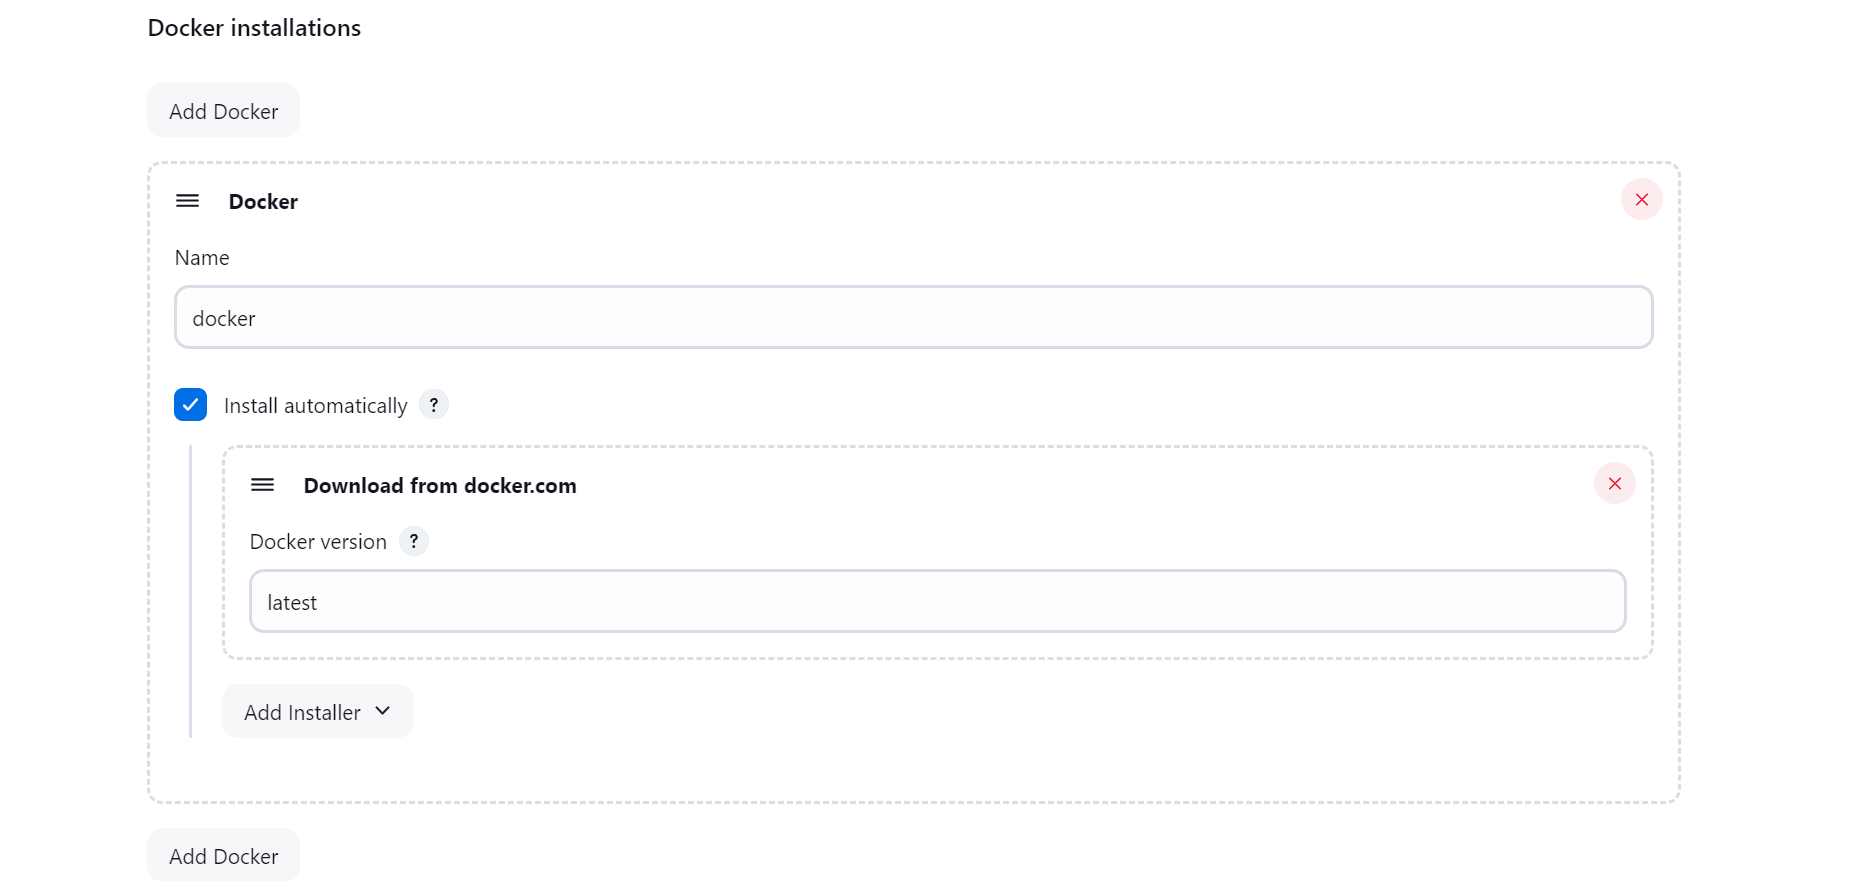 Docker installations
Add Docker
Docker
Name
docker
Install automatically ?
Download from docker.com
Docker version ?
latest
Add Installer
Add Docker